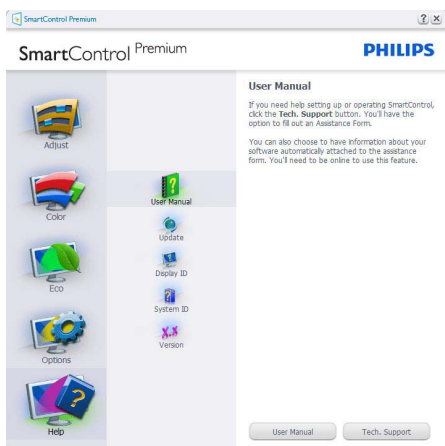 SmartControl Premium
? x
SmartControl Premium
PHILIPS
Adjust
Color
Eco
Options
Help
User Manual
Update
Display ID
System ID
X.X
Version
User Manual
If you need help setting up or operating SmartControl,
click the Tech. Support button. You'll have the
option to fill out an Assistance Form.
You can also choose to have information about your
software automatically attached to the assistance
form. You'll need to be online to use this feature.
User Manual
Tech. Support